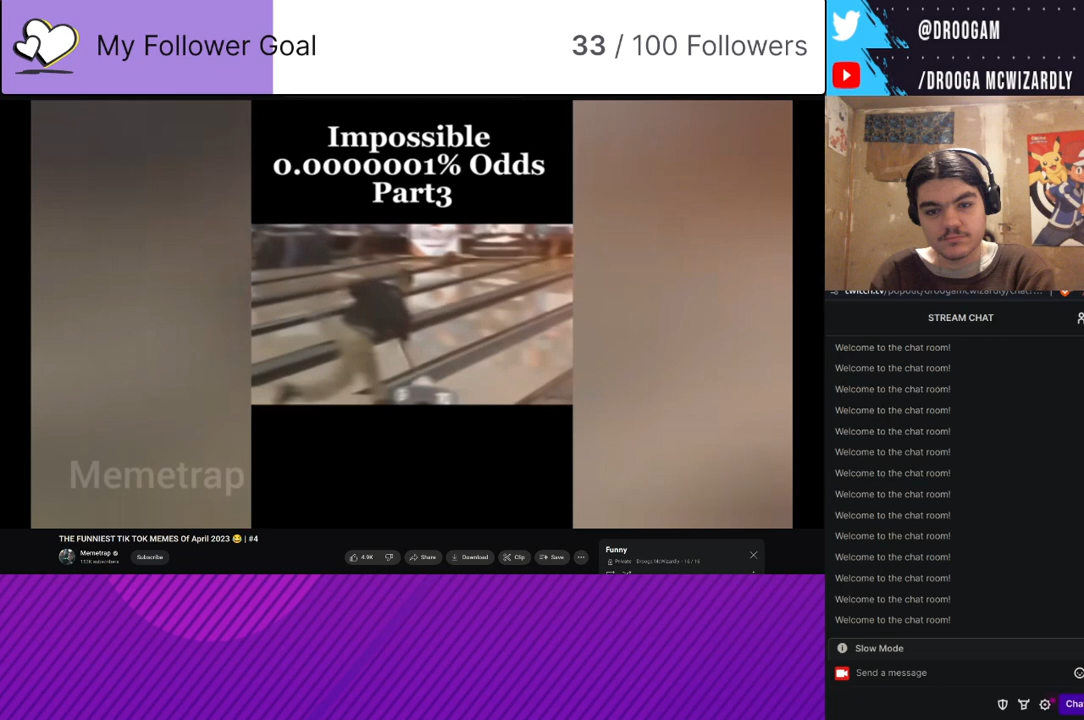 My Follower Goal
33 / 100 Followers
@DROOGAM
/DROOGA MCWIZARDLY
Impossible
0.0000001% Odds
Part3
Memetrap
THE FUNNIEST TIK TOK MEMES Of April 2023 😂 | #4
Memetrap
subscribers
Subscribe
4.9K
Share
Download
Clip
Save
Funny
Private
STREAM CHAT
Welcome to the chat room!
Welcome to the chat room!
Welcome to the chat room!
Welcome to the chat room!
Welcome to the chat room!
Welcome to the chat room!
Welcome to the chat room!
Welcome to the chat room!
Welcome to the chat room!
Welcome to the chat room!
Welcome to the chat room!
Welcome to the chat room!
Welcome to the chat room!
Welcome to the chat room!
Slow Mode
Send a message
Cha